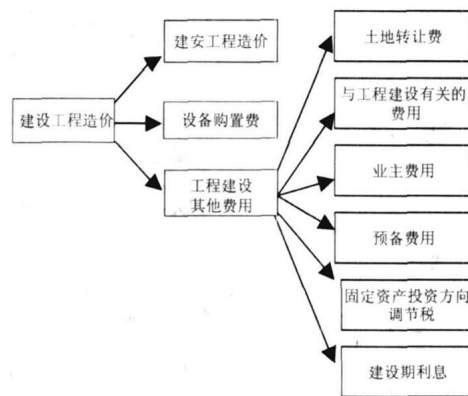 建设工程造价
建安工程造价
设备购置费
工程建设
其他费用
土地转让费
与工程建设有关的
费用
业主费用
预备费用
固定资产投资方向
调节税
建设期利息